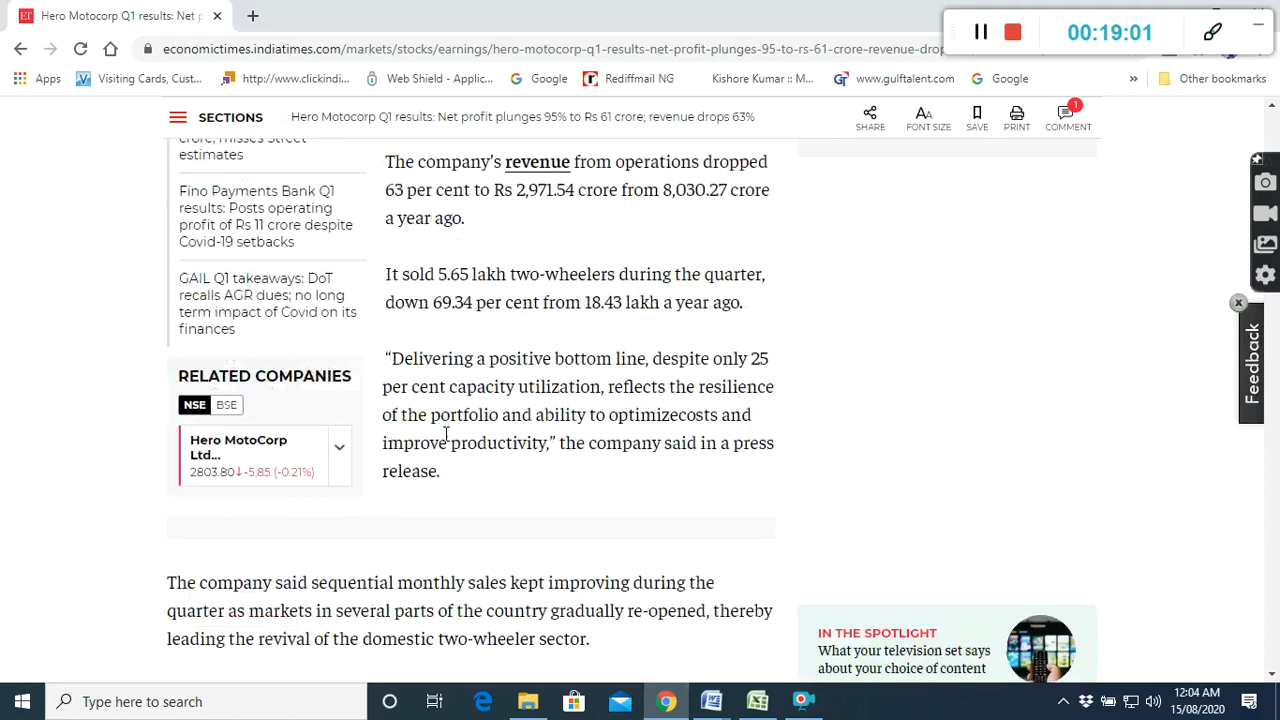 Hero Motocorp Q1 results: Net p
00:19:01
economictimes.indiatimes.com/markets/stocks/earnings/hero-motocorp-q1-results-net-profit-plunges-95-to-rs-61-crore-revenue-drop
Apps
Visiting Cards, Cust...
http://www.clickindi...
Web Shield - Applic...
Google
Rediffmail NG
Kishore Kumar :: M...
www.gulftalent.com
Google
»
Other bookmarks
SECTIONS
Hero Motocorp Q1 results: Net profit plunges 95% to Rs 61 crore; revenue drops 63%
SHARE
AA
FONT SIZE
SAVE
PRINT
1
COMMENT
crore, misses Street
estimates
Fino Payments Bank Q1
results: Posts operating
profit of Rs 11 crore despite
Covid-19 setbacks
GAIL Q1 takeaways: DoT
recalls AGR dues; no long
term impact of Covid on its
finances
RELATED COMPANIES
NSE BSE
Hero MotoCorp
Ltd...
2803.80↓-5.85 (-0.21%)
The company’s revenue from operations dropped
63 per cent to Rs 2,971.54 crore from 8,030.27 crore
a year ago.
It sold 5.65 lakh two-wheelers during the quarter,
down 69.34 per cent from 18.43 lakh a year ago.
“Delivering a positive bottom line, despite only 25
per cent capacity utilization, reflects the resilience
of the portfolio and ability to optimizecosts and
improve productivity,” the company said in a press
release.
The company said sequential monthly sales kept improving during the
quarter as markets in several parts of the country gradually re-opened, thereby
leading the revival of the domestic two-wheeler sector.
IN THE SPOTLIGHT
What your television set says
about your choice of content
Feedback
Type here to search
12:04 AM
15/08/2020